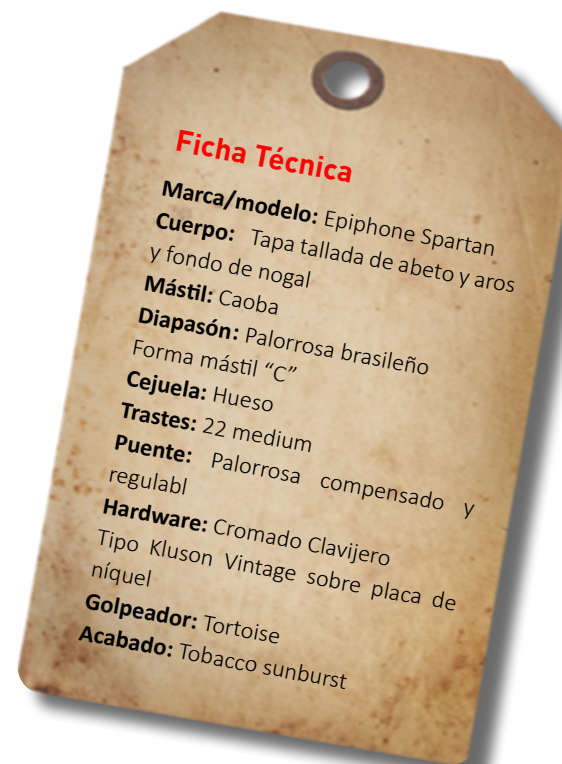 Ficha Técnica
Marca/modelo: Epiphone Spartan
Cuerpo: Tapa tallada de abeto y aros
y fondo de nogal
Mástil: Caoba
Diapasón: Palorrosa brasileño
Forma mástil “C”
Cejuela: Hueso
Trastes: 22 medium
Puente: Palorrosa compensado y
regulabl
Hardware: Cromado Clavijero
Tipo Kluson Vintage sobre placa de
níquel
Golpeador: Tortoise
Acabado: Tobacco sunburst